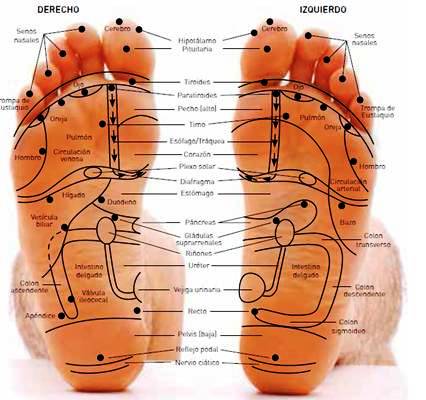 DERECHO
IZQUIERDO
Senos
nasales
Cerebro
Hipotálamo
Pituitaria
Cerebro
Senos
nasales
Ojo
Tiroides
Ojo
Trompa de
Eustaquio
Paratiroides
Trompa de
Eustaquio
Oreja
Pecho (alto)
Pulmón
Oreja
Pulmón
Timo
Hombro
Circulación
venosa
Esófago/Tráquea
Corazón
Hombro
Plexo solar
Diafragma
Circulación
arterial
Hígado
Estómago
Duodeno
Vesícula
biliar
Páncreas
Bazo
Gládulas
suprarrenales
Colon
transverso
Riñones
Intestino
delgado
Uréter
Intestino
delgado
Colon
ascendente
Válvula
ileocecal
Vejiga urinaria
Colon
descendente
Apéndice
Recto
Colon
sigmoideo
Pelvis (baja)
Reflejo podal
Nervio ciático